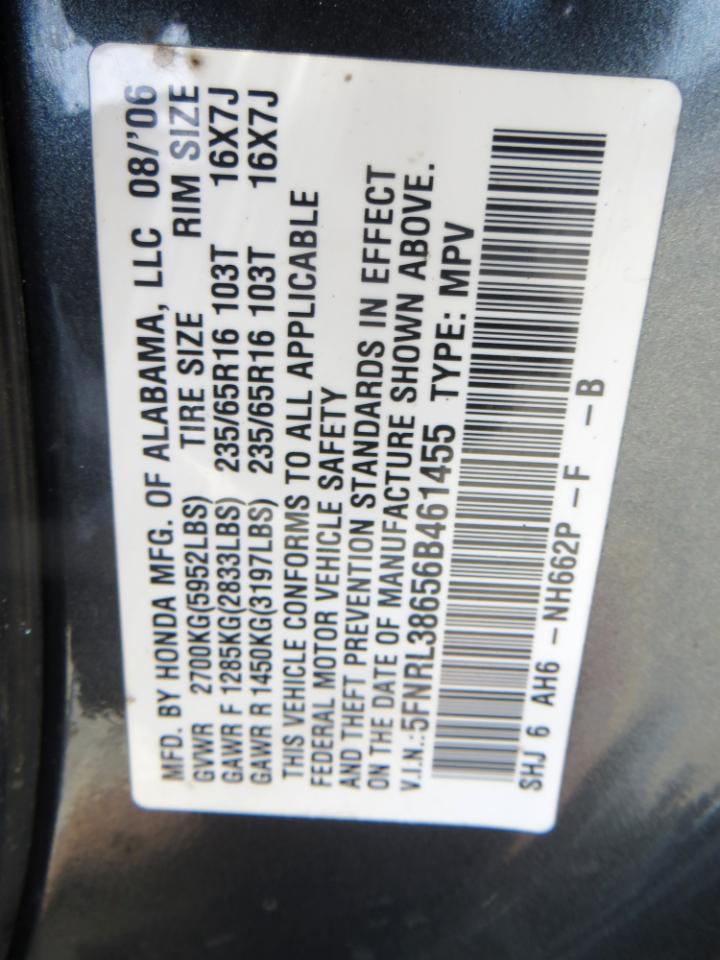 MFD. BY HONDA MFG. OF ALABAMA, LLC 08/'06
GVWR 2700KG(5952LBS) TIRE SIZE RIM SIZE
GAWR F 1285KG(2833LBS) 235/65R16 103T 16X7J
GAWR R 1450KG(3197LBS) 235/65R16 103T 16X7J
THIS VEHICLE CONFORMS TO ALL APPLICABLE
FEDERAL MOTOR VEHICLE SAFETY
AND THEFT PREVENTION STANDARDS IN EFFECT
ON THE DATE OF MANUFACTURE SHOWN ABOVE.
V.I.N.:5FNRL38656B461455 TYPE: MPV
SHJ 6 AH6 - NH662P - F - B